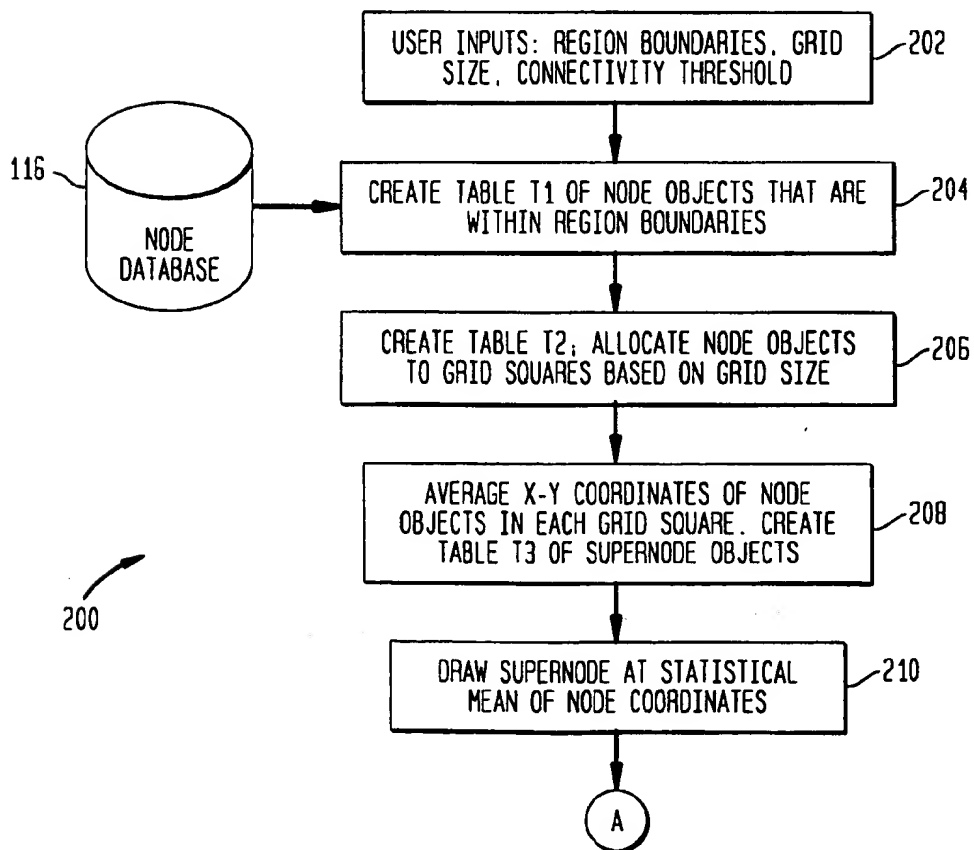 USER INPUTS: REGION BOUNDARIES, GRID
SIZE, CONNECTIVITY THRESHOLD
202
116
NODE
DATABASE
CREATE TABLE T1 OF NODE OBJECTS THAT ARE
WITHIN REGION BOUNDARIES
204
CREATE TABLE T2; ALLOCATE NODE OBJECTS
TO GRID SQUARES BASED ON GRID SIZE
206
AVERAGE X-Y COORDINATES OF NODE
OBJECTS IN EACH GRID SQUARE. CREATE
TABLE T3 OF SUPERNODE OBJECTS
208
200
DRAW SUPERNODE AT STATISTICAL
MEAN OF NODE COORDINATES
210
A